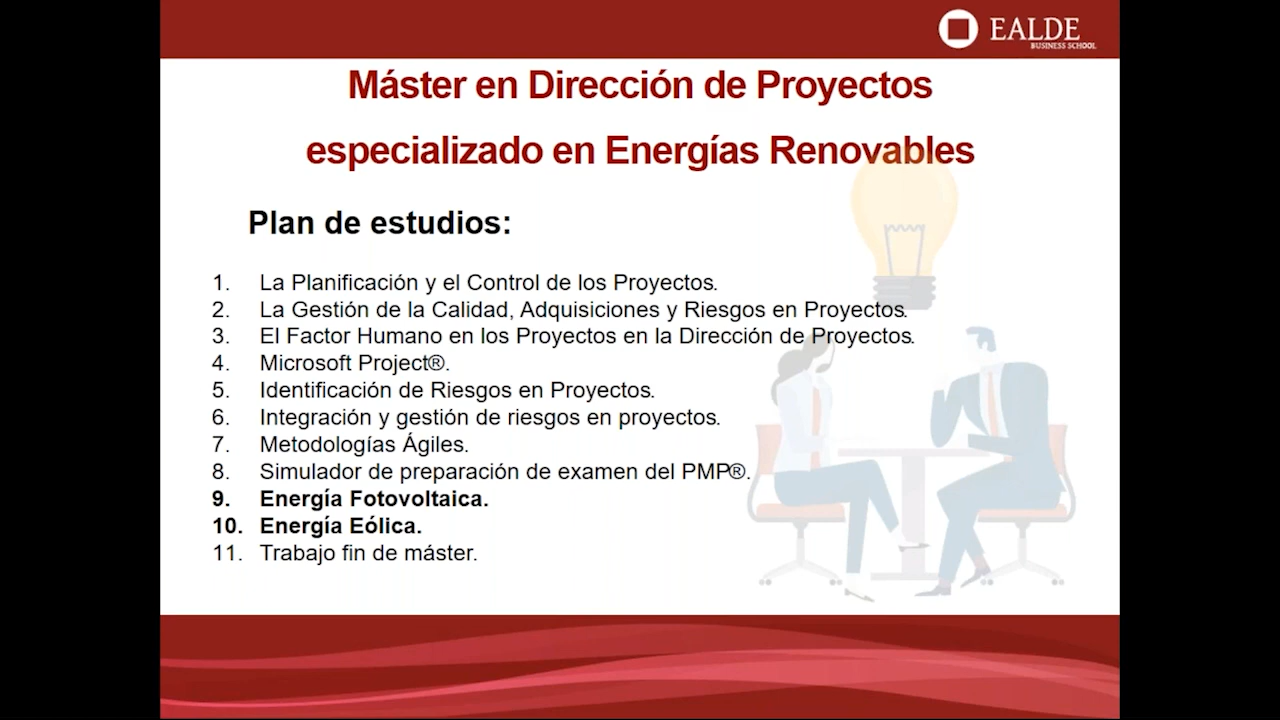 EALDE
BUSINESS SCHOOL
Máster en Dirección de Proyectos
especializado en Energías Renovables
Plan de estudios:
1. La Planificación y el Control de los Proyectos.
2. La Gestión de la Calidad, Adquisiciones y Riesgos en Proyectos.
3. El Factor Humano en los Proyectos en la Dirección de Proyectos.
4. Microsoft Project®.
5. Identificación de Riesgos en Proyectos.
6. Integración y gestión de riesgos en proyectos.
7. Metodologías Ágiles.
8. Simulador de preparación de examen del PMP®.
9. Energía Fotovoltaica.
10. Energía Eólica.
11. Trabajo fin de máster.